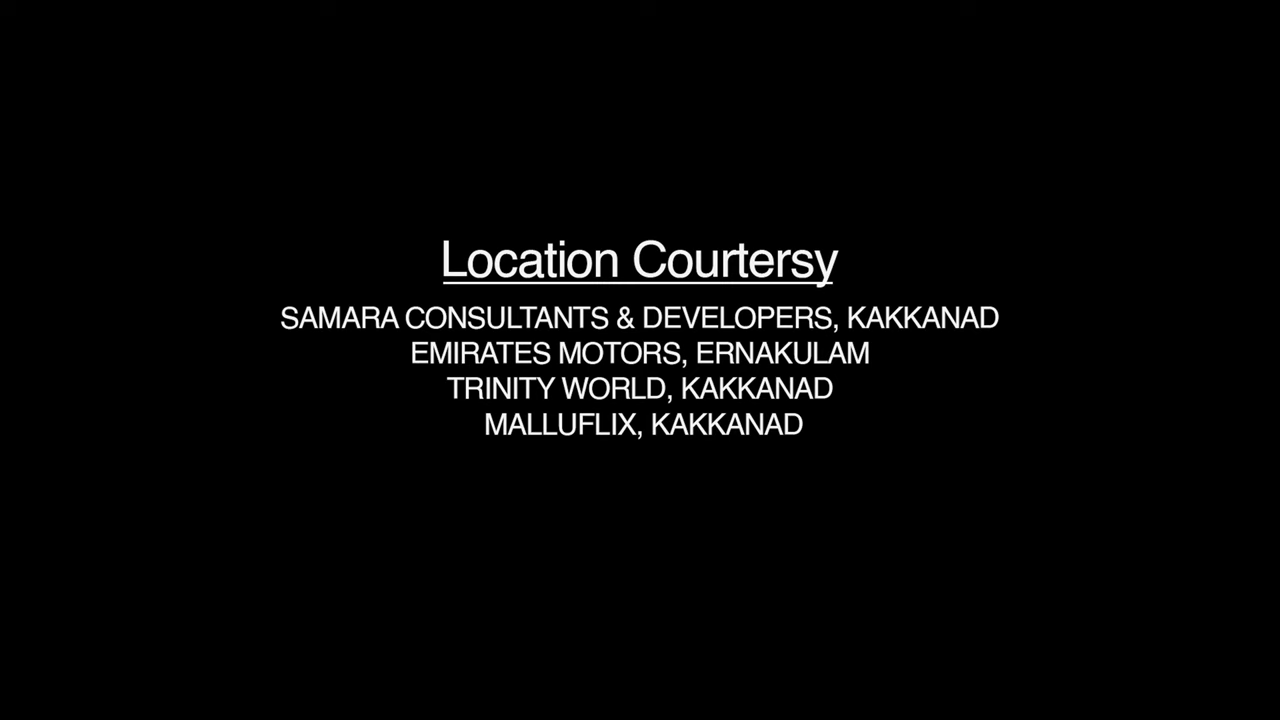 Location Courtersy
SAMARA CONSULTANTS & DEVELOPERS, KAKKANAD
EMIRATES MOTORS, ERNAKULAM
TRINITY WORLD, KAKKANAD
MALLUFLIX, KAKKANAD